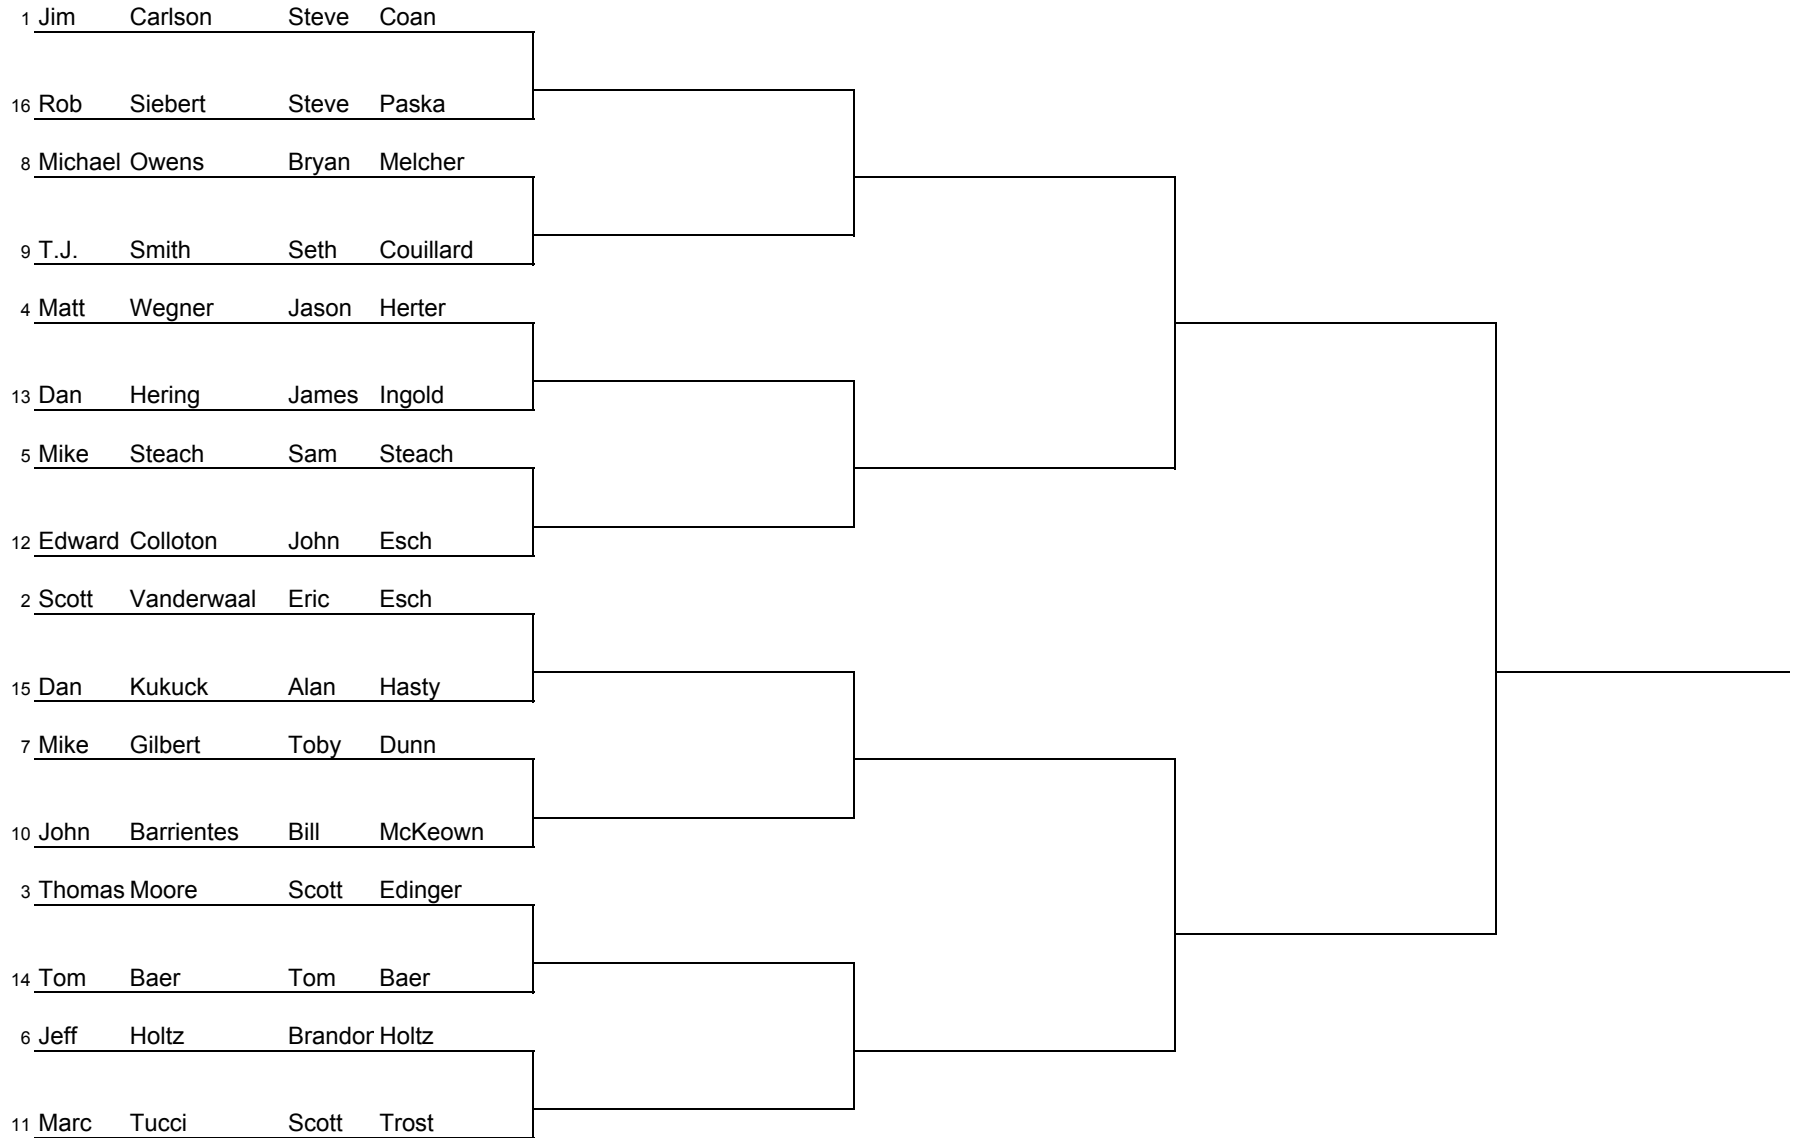 1 Jim Carlson Steve Coan
16 Rob Siebert Steve Paska
8 Michael Owens Bryan Melcher
9 T.J. Smith Seth Couillard
4 Matt Wegner Jason Herter
13 Dan Hering James Ingold
5 Mike Steach Sam Steach
12 Edward Colloton John Esch
2 Scott Vanderwaal Eric Esch
15 Dan Kukuck Alan Hasty
7 Mike Gilbert Toby Dunn
10 John Barrientes Bill McKeown
3 Thomas Moore Scott Edinger
14 Tom Baer Tom Baer
6 Jeff Holtz Brandor Holtz
11 Marc Tucci Scott Trost